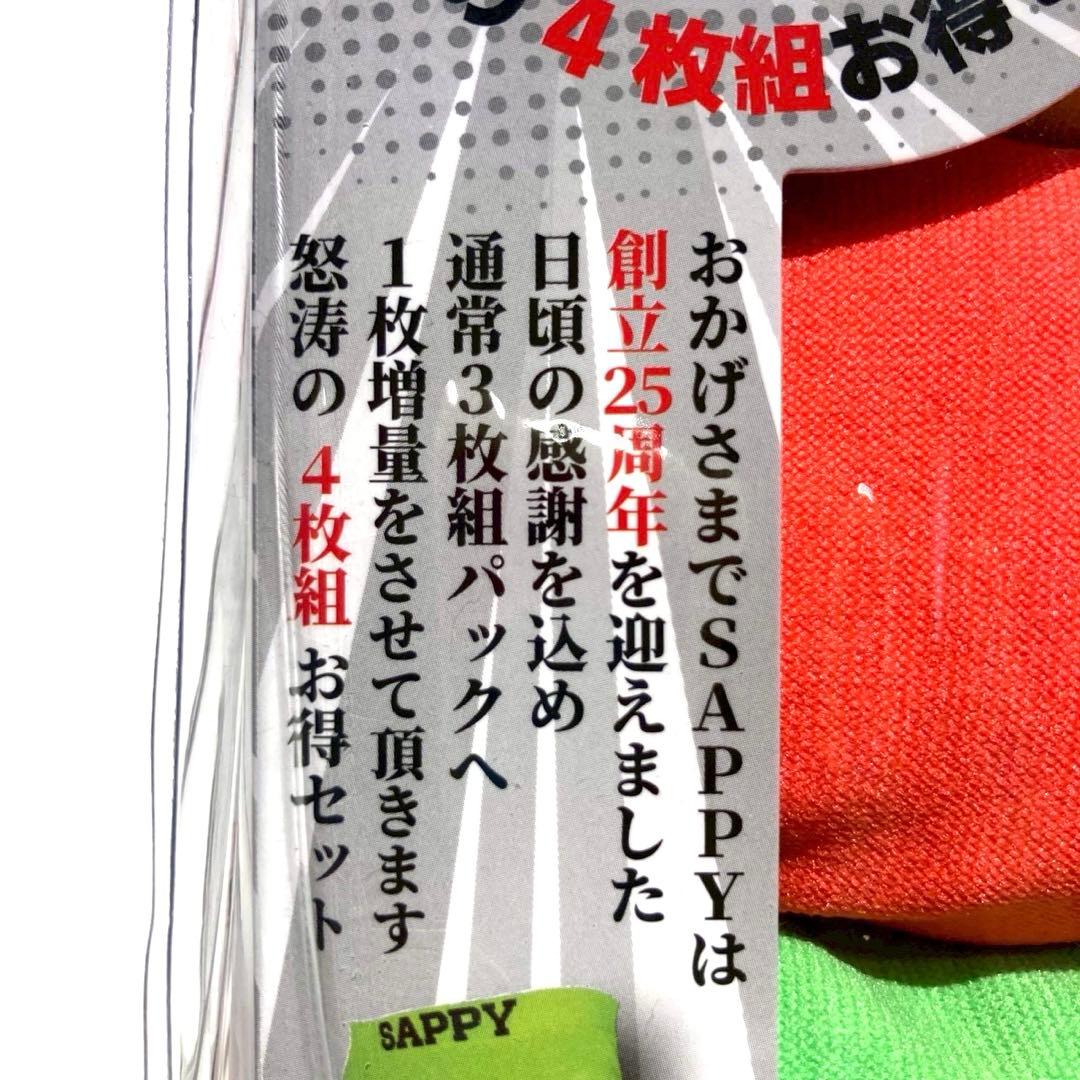 4枚組お得
おかげさまでSAPPYは
創立25周年を迎えました
日頃の感謝を込め
通常3枚組パックへ
1枚増量をさせて頂きます
怒涛の 4枚組 お得セット
SAPPY